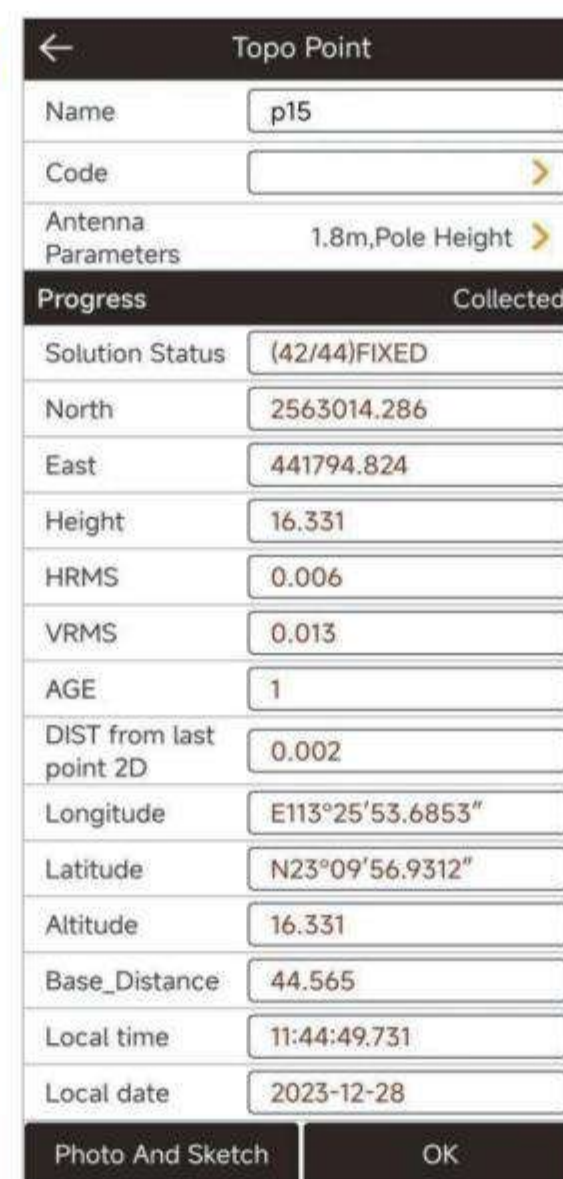 Topo Point
Name p15
Code
Antenna
Parameters 1.8m,Pole Height
Progress Collected
Solution Status (42/44)FIXED
North 2563014.286
East 441794.824
Height 16.331
HRMS 0.006
VRMS 0.013
AGE 1
DIST from last
point 2D 0.002
Longitude E113°25′53.6853″
Latitude N23°09′56.9312″
Altitude 16.331
Base_Distance 44.565
Local time 11:44:49.731
Local date 2023-12-28
Photo And Sketch OK